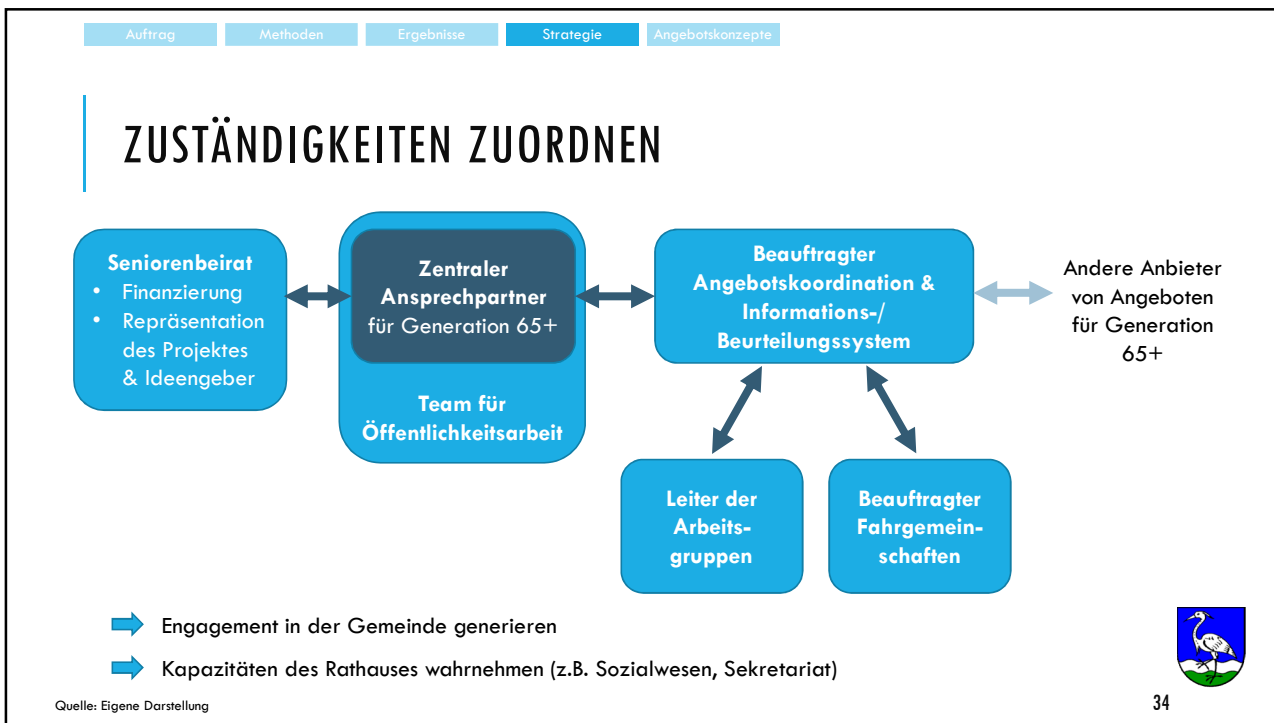 Auftrag
Methoden
Ergebnisse
Strategie
Angebotskonzepte
ZUSTÄNDIGKEITEN ZUORDNEN
Seniorenbeirat
• Finanzierung
• Repräsentation
des Projektes
& Ideengeber
Zentraler
Ansprechpartner
für Generation 65+
Team für
Öffentlichkeitsarbeit
Beauftragter
Angebotskoordination &
Informations-/
Beurteilungssystem
Andere Anbieter
von Angeboten
für Generation
65+
Leiter der
Arbeits-
gruppen
Beauftragter
Fahrgemein-
schaften
Engagement in der Gemeinde generieren
Kapazitäten des Rathauses wahrnehmen (z.B. Sozialwesen, Sekretariat)
Quelle: Eigene Darstellung
34